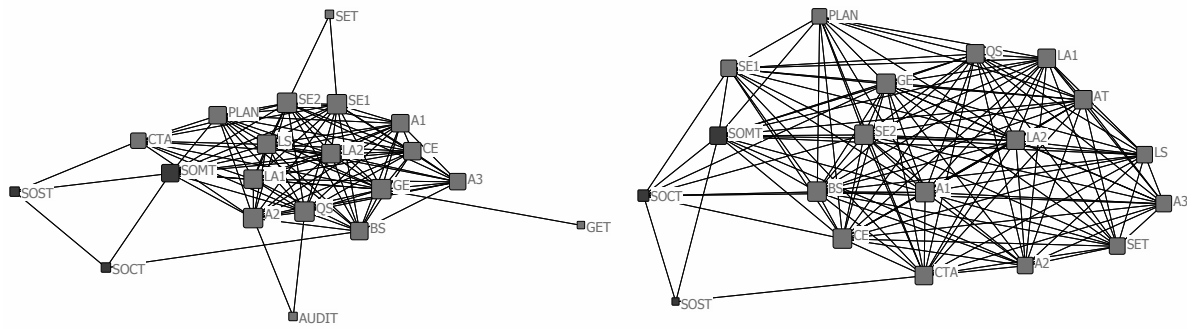 SET
SE2
SE1
PLAN
A1
CTA
LS
CE
LA2
SOMT
LA1
A3
SOST
GE
A2
QS
GET
BS
SOCT
AUDIT
PLAN
QS
LA1
SE1
GE
AT
SOMT
SE2
LA2
LS
BS
A1
SOCT
A3
CE
SET
A2
CTA
SOST